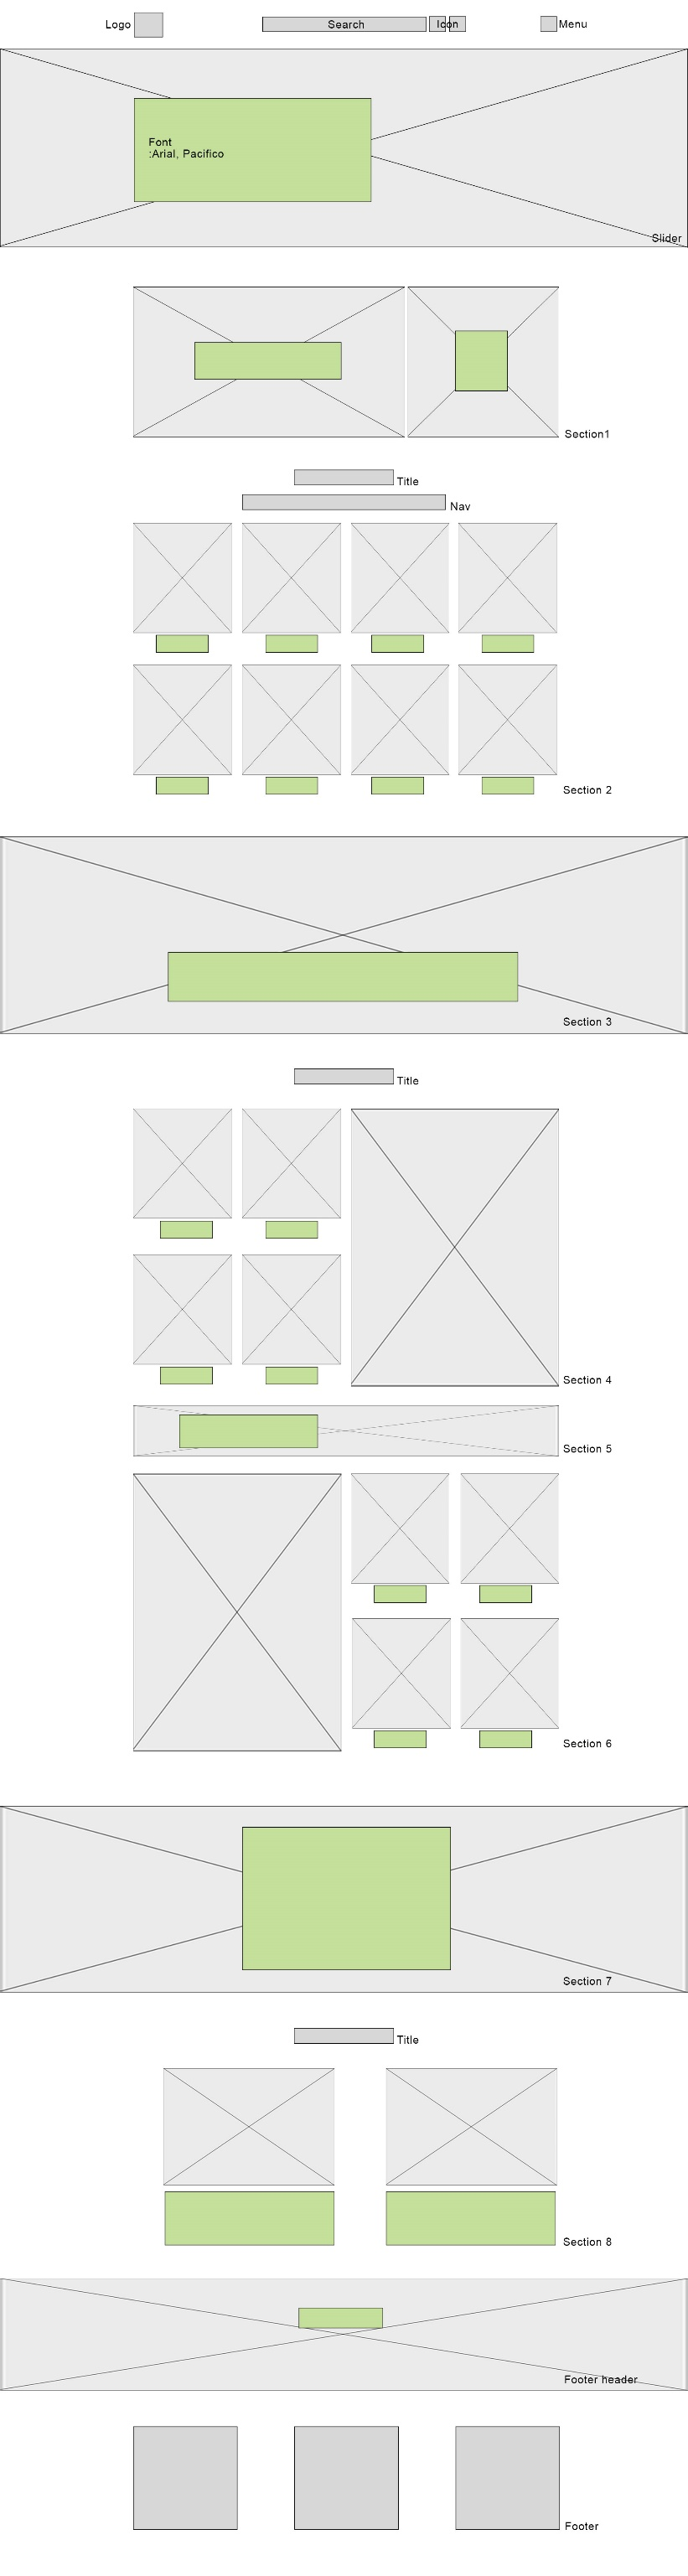 Logo
Search
Icon
Menu
Font
:Arial, Pacifico
Slider
Section1
Title
Nav
Section 2
Section 3
Title
Section 4
Section 5
Section 6
Section 7
Title
Section 8
Footer header
Footer